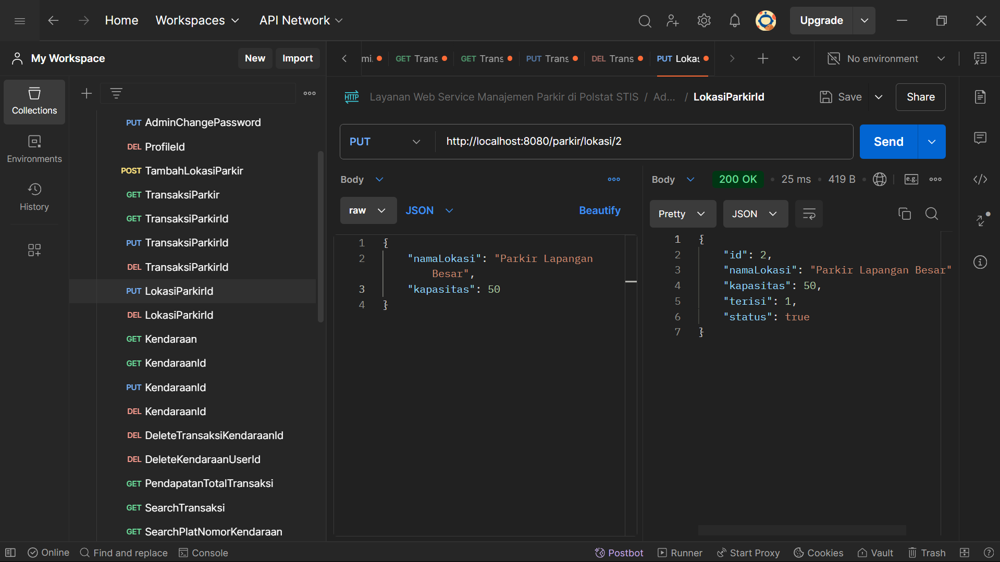 Home
Workspaces
API Network
Upgrade
My Workspace
New
Import
mi.
GET Trans
GET Trans
PUT Trans
DEL Trans
PUT Lokas
No environment
Collections
Environments
History
PUT AdminChangePassword
DEL ProfileId
POST TambahLokasiParkir
GET TransaksiParkir
GET TransaksiParkirId
PUT TransaksiParkirId
DEL TransaksiParkirId
PUT LokasiParkirId
DEL LokasiParkirId
GET Kendaraan
GET KendaraanId
PUT KendaraanId
DEL KendaraanId
DEL DeleteTransaksiKendaraanId
DEL DeleteKendaraanUserId
GET PendapatanTotalTransaksi
GET SearchTransaksi
GET SearchPlatNomorKendaraan
HTTP Layanan Web Service Manajemen Parkir di Polstat STIS / Ad... / LokasiParkirId
Save
Share
PUT
http://localhost:8080/parkir/lokasi/2
Send
Body
raw
JSON
Beautify
1 {
2 "namaLokasi": "Parkir Lapangan
Besar",
3 "kapasitas": 50
4 }
Body
200 OK
25 ms
419 B
e.g.
Pretty
JSON
1 {
2 "id": 2,
3 "namaLokasi": "Parkir Lapangan Besar"
4 "kapasitas": 50,
5 "terisi": 1,
6 "status": true
7 }
Online
Find and replace
Console
Postbot
Runner
Start Proxy
Cookies
Vault
Trash